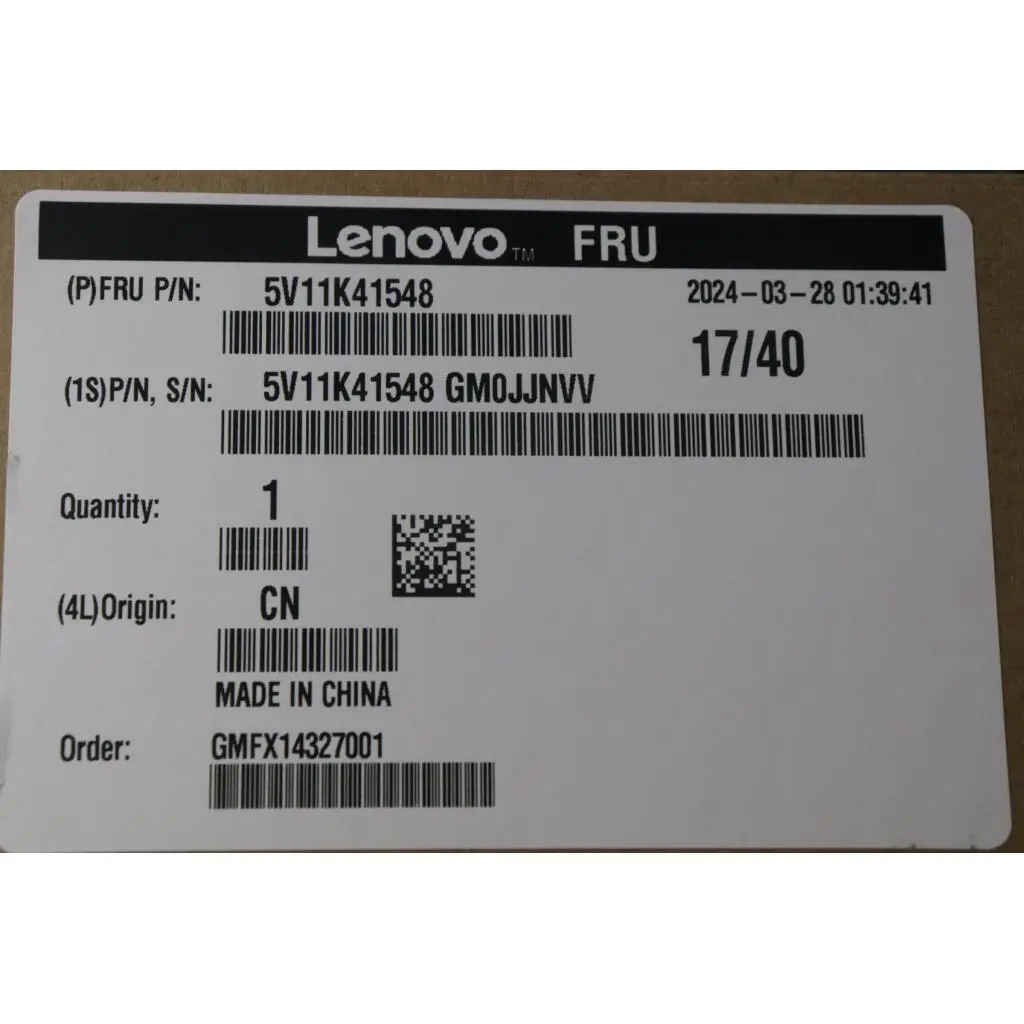 Lenovo™ FRU
(P)FRU P/N: 5V11K41548 2024-03-28 01:39:41
17/40
(1S)P/N, S/N: 5V11K41548 GM0JJNVV
Quantity: 1
(4L)Origin: CN
MADE IN CHINA
Order: GMFX14327001